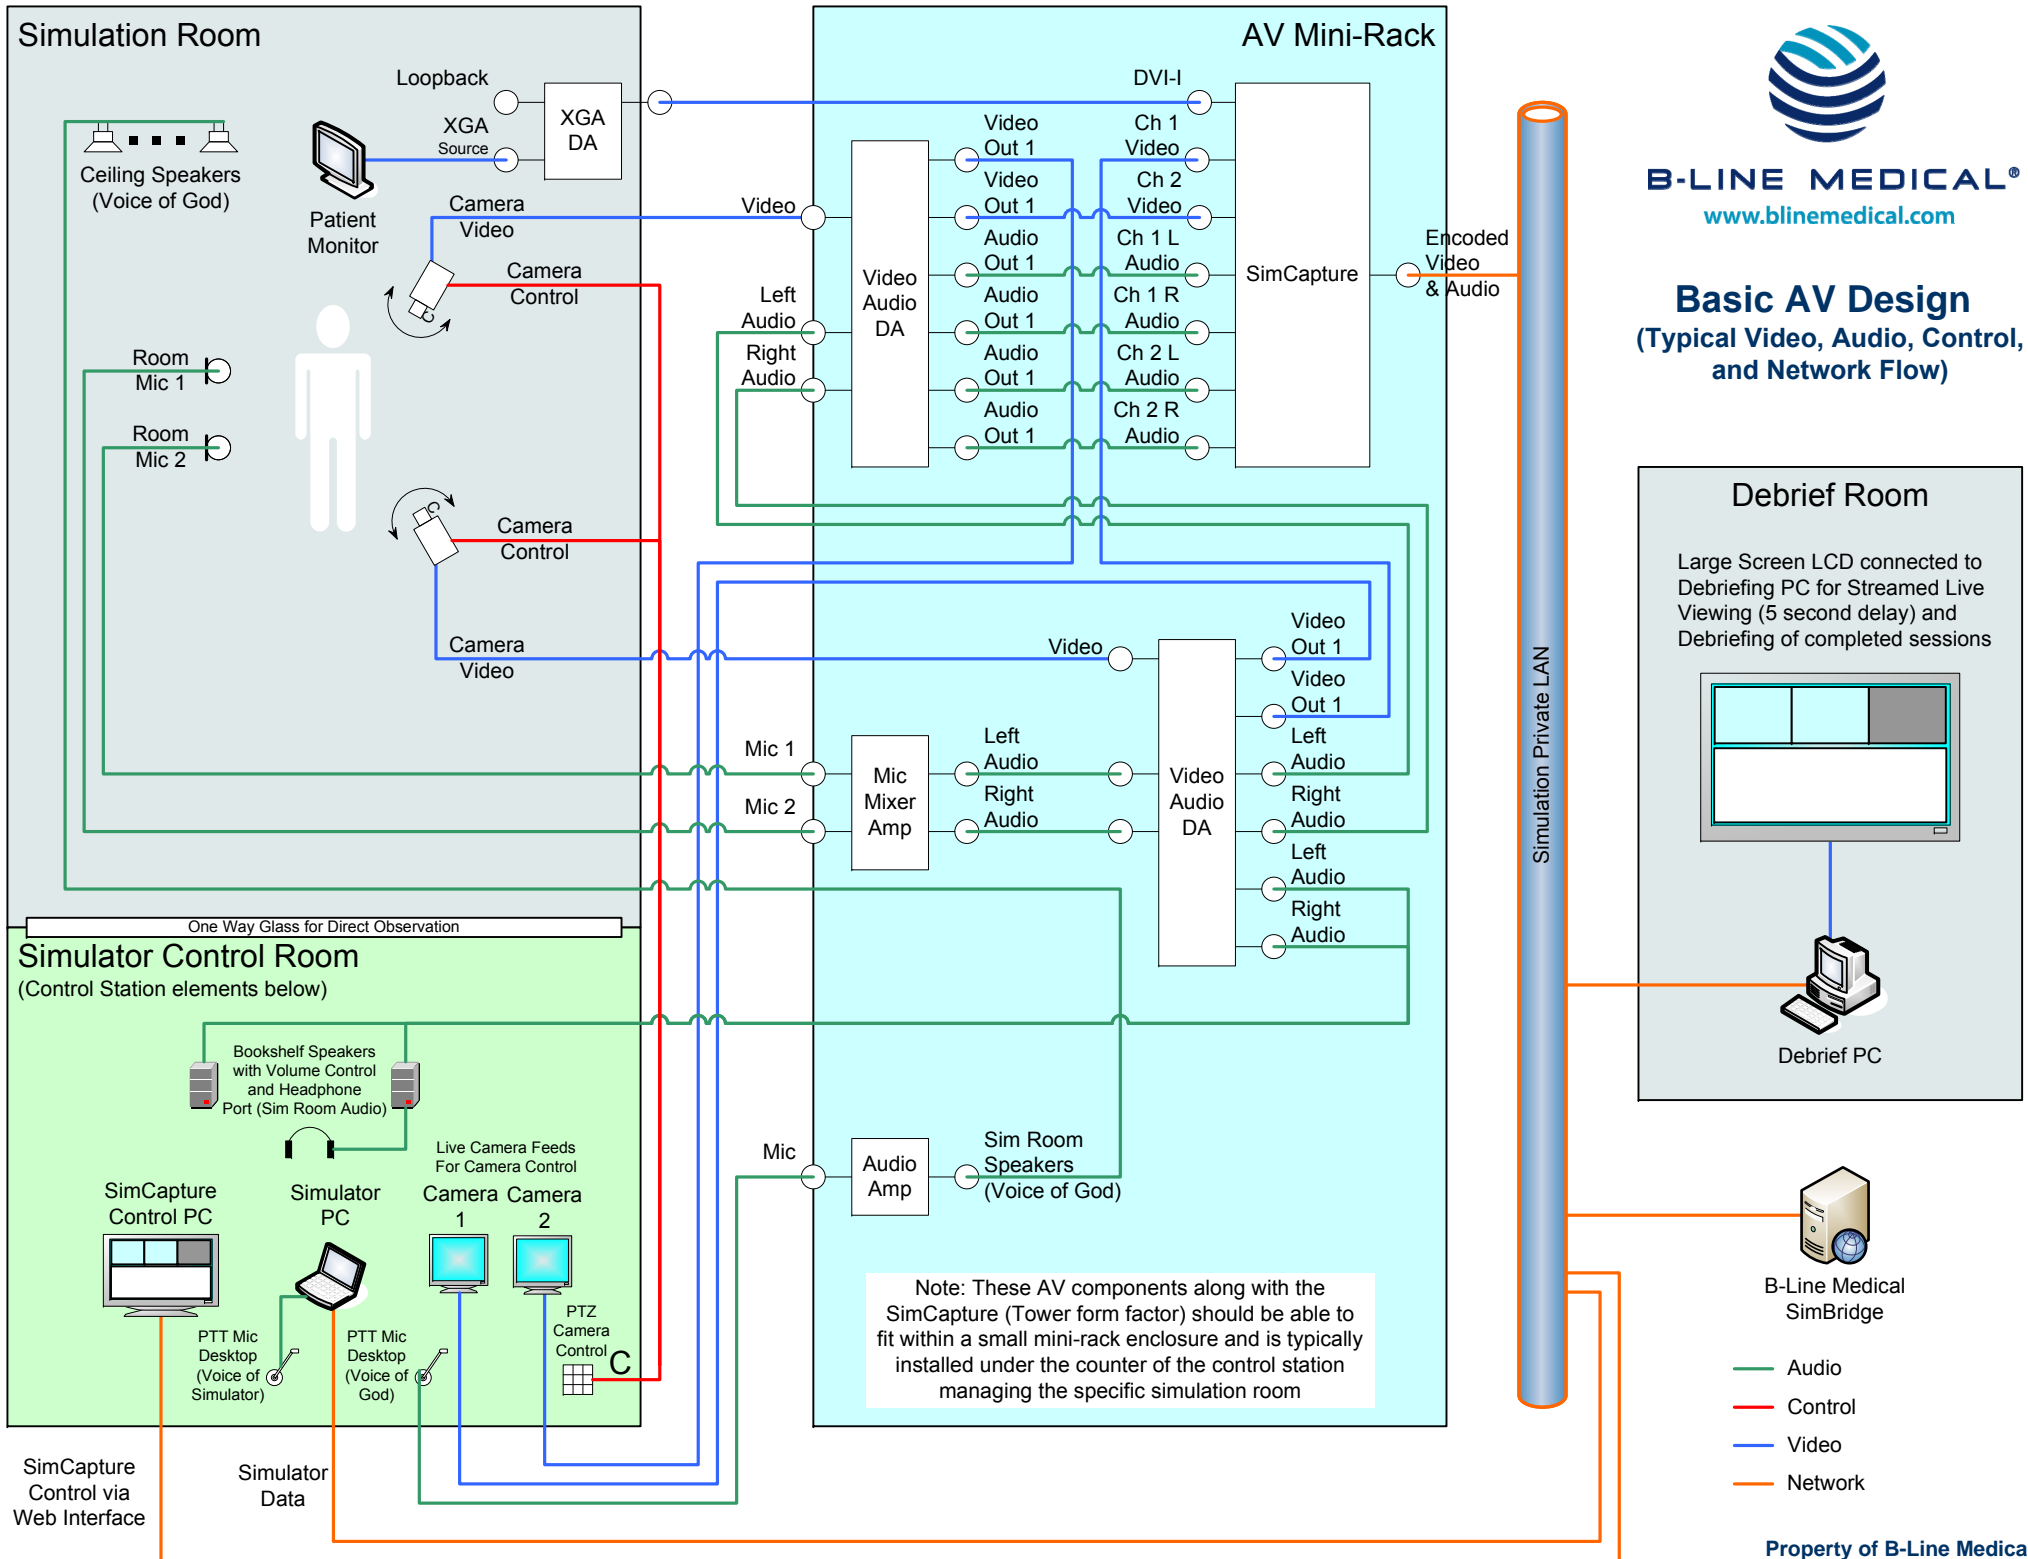 Simulation Room
Loopback
XGA
Source
XGA
DA
Ceiling Speakers
(Voice of God)
Patient
Monitor
Camera
Video
Camera
Control
Room
Mic 1
Room
Mic 2
Camera
Control
Camera
Video
One Way Glass for Direct Observation
Simulator Control Room
(Control Station elements below)
Bookshelf Speakers
with Volume Control
and Headphone
Port (Sim Room Audio)
Live Camera Feeds
For Camera Control
SimCapture
Control PC
Simulator
PC
Camera
1
Camera
2
PTT Mic
Desktop
(Voice of
Simulator)
PTT Mic
Desktop
(Voice of
God)
PTZ
Camera
Control
C
SimCapture
Control via
Web Interface
Simulator
Data
AV Mini-Rack
Video
Left
Audio
Right
Audio
Video
Audio
DA
Video
Out 1
Video
Out 1
Audio
Out 1
Audio
Out 1
Audio
Out 1
Audio
Out 1
DVI-I
Ch 1
Video
Ch 2
Video
Ch 1 L
Audio
Ch 1 R
Audio
Ch 2 L
Audio
Ch 2 R
Audio
SimCapture
Encoded
Video
& Audio
Video
Video
Out 1
Video
Out 1
Mic 1
Mic 2
Mic
Mixer
Amp
Left
Audio
Right
Audio
Video
Audio
DA
Left
Audio
Right
Audio
Left
Audio
Right
Audio
Mic
Audio
Amp
Sim Room
Speakers
(Voice of God)
Note: These AV components along with the
SimCapture (Tower form factor) should be able to
fit within a small mini-rack enclosure and is typically
installed under the counter of the control station
managing the specific simulation room
Simulation Private LAN
B-LINE MEDICAL®
www.blinemedical.com
Basic AV Design
(Typical Video, Audio, Control,
and Network Flow)
Debrief Room
Large Screen LCD connected to
Debriefing PC for Streamed Live
Viewing (5 second delay) and
Debriefing of completed sessions
Debrief PC
B-Line Medical
SimBridge
Audio
Control
Video
Network
Property of B-Line Medica